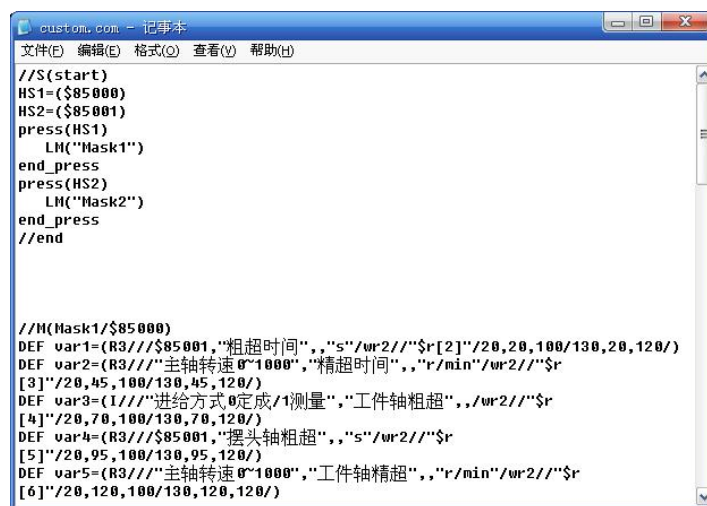 custom.com - 记事本
文件(F) 编辑(E) 格式(O) 查看(V) 帮助(H)
//S(start)
HS1=($85000)
HS2=($85001)
press(HS1)
LM("Mask1")
end_press
press(HS2)
LM("Mask2")
end_press
//end
//M(Mask1/$85000)
DEF var1=(R3///$85001,"粗超时间",,"s"/wr2//"$r[2]"/20,20,100/130,20,120/)
DEF var2=(R3///"主轴转速0~1000","精超时间",,"r/min"/wr2//"$r
[3]"/20,45,100/130,45,120/)
DEF var3=(I///"进给方式0定成/1测量","工件轴粗超",,/wr2//"$r
[4]"/20,70,100/130,70,120/)
DEF var4=(R3///$85001,"摆头轴粗超",,"s"/wr2//"$r
[5]"/20,95,100/130,95,120/)
DEF var5=(R3///"主轴转速0~1000","工件轴精超",,"r/min"/wr2//"$r
[6]"/20,120,100/130,120,120/)